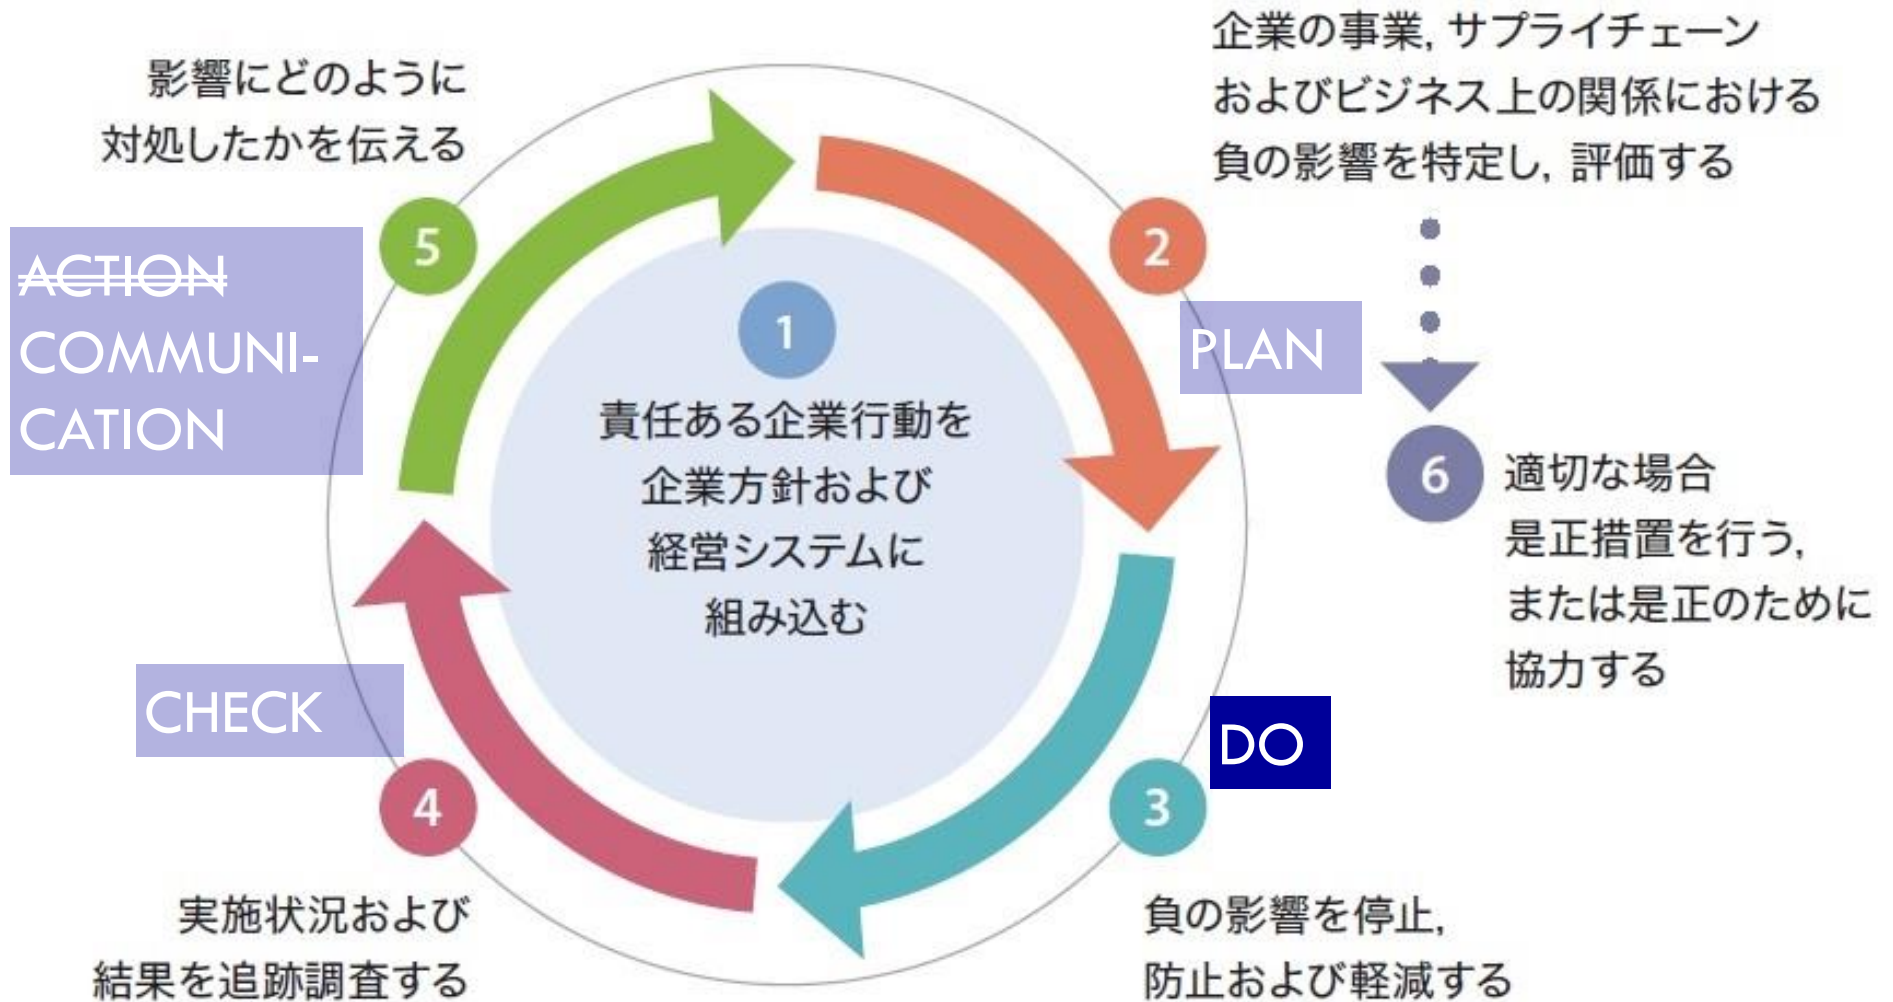 影響にどのように
対処したかを伝える
企業の事業, サプライチェーン
およびビジネス上の関係における
負の影響を特定し, 評価する
5
2
ACTION
COMMUNI-
CATION
1
PLAN
責任ある企業行動を
企業方針および
経営システムに
組み込む
6
適切な場合
是正措置を行う,
または是正のために
協力する
CHECK
DO
4
3
実施状況および
結果を追跡調査する
負の影響を停止,
防止および軽減する